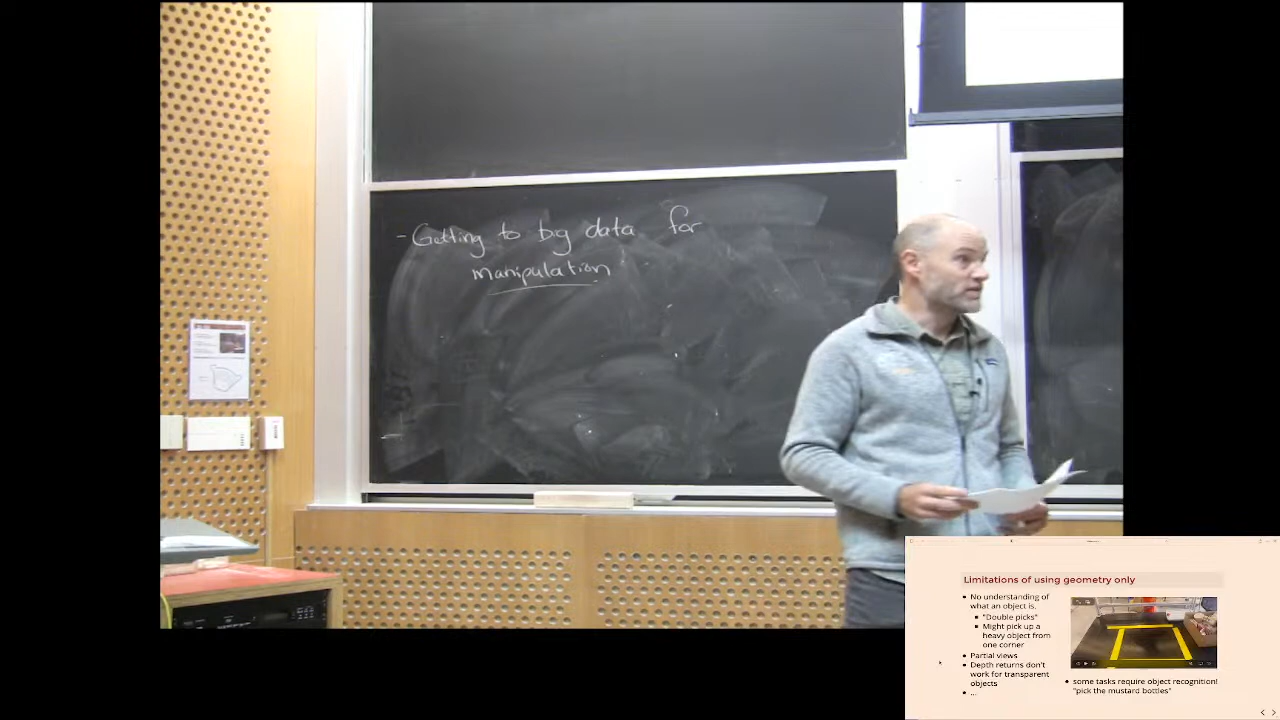 - Getting to big data for
manipulation
Limitations of using geometry only
No understanding of
what an object is.
"Double picks"
Might pick up a
heavy object from
one corner
Partial views
Depth returns don't
work for transparent
objects
...
some tasks require object recognition!
"pick the mustard bottles"